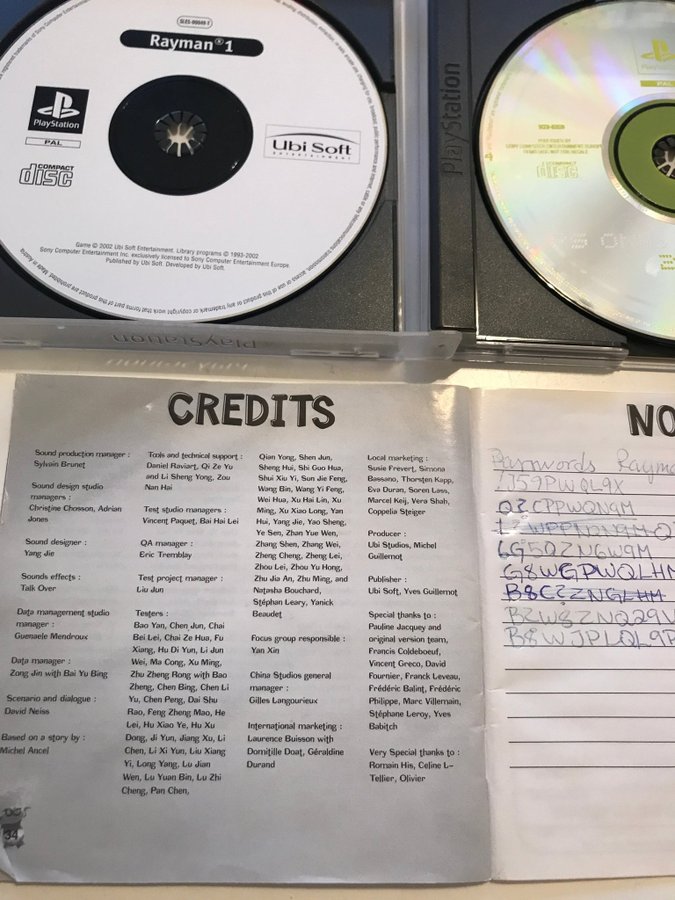 SLES-00049-T
Rayman® 1
PlayStation
PAL
COMPACT
disc
Ubi Soft
ENTERTAINMENT
Game © 2002 Ubi Soft Entertainment. Library programs © 1993-2002
Sony Computer Entertainment Inc. exclusively licensed to Sony Computer Entertainment Europe.
Published by Ubi Soft. Developed by Ubi Soft.
PlayStation
PAL
COMPACT
disc
PlayStation
CREDITS
Sound production manager :
Sylvain Brunet
Sound design studio
managers :
Christine Chosson, Adrian
Jones
Sound designer :
Yang Jie
Sounds effects :
Talk Over
Data management studio
manager :
Guenaele Mendroux
Data manager :
Zong Jin with Bai Yu Bing
Scenario and dialogue :
David Neiss
Based on a story by :
Michel Ancel
34
Tools and technical support :
Daniel Raviart, Qi Ze Yu
and Li Sheng Yong, Zou
Nan Hai
Test studio managers :
Vincent Paquet, Bai Hai Lei
QA manager :
Eric Tremblay
Test project manager :
Liu Jun
Testers :
Bao Yan, Chen Jun, Chai
Bei Lei, Chai Ze Hua, Fu
Xiang, Hu Di Yun, Li Jun
Wei, Ma Cong, Xu Ming,
Zhu Zheng Rong with Bao
Zheng, Chen Bing, Chen Li
Yu, Chen Peng, Dai Shu
Rao, Feng Zheng Mao, He
Lei, Hu Xiao Ye, Hu Xu
Dong, Ji Yun, Jiang Xu, Li
Chen, Li Xi Yun, Liu Xiang
Yi, Long Yang, Lu Jian
Wen, Lu Yuan Bin, Lu Zhi
Cheng, Pan Chen,
Qian Yong, Shen Jun,
Sheng Hui, Shi Guo Hua,
Shui Xiu Yi, Sun Jie Feng,
Wang Bin, Wang Yi Feng,
Wei Hua, Xu Hai Lin, Xu
Ming, Xu Xiao Long, Yan
Hui, Yang Jie, Yao Sheng,
Ye Sen, Zhan Yue Wen,
Zhang Shen, Zhang Wei,
Zheng Cheng, Zheng Lei,
Zhou Lei, Zhou Yu Hong,
Zhu Jia An, Zhu Ming, and
Natasha Bouchard,
Stéphan Leary, Yanick
Beaudet
Focus group responsible :
Yan Xin
China Studios general
manager :
Gilles Langourieux
International marketing :
Laurence Buisson with
Domitille Doat, Géraldine
Durand
Local marketing :
Susie Frevert, Simona
Bassano, Thorsten Kapp,
Eva Duran, Soren Lass,
Marcel Keij, Vera Shah,
Coppelia Steiger
Producer :
Ubi Studios, Michel
Guillemot
Publisher :
Ubi Soft, Yves Guillemot
Special thanks to :
Pauline Jacquey and
original version team,
Francis Coldeboeuf,
Vincent Greco, David
Fournier, Franck Leveau,
Frédéric Balint, Frédéric
Philippe, Marc Villemain,
Stéphane Leroy, Yves
Babitch
Very Special thanks to :
Romain His, Celine L-
Tellier, Olivier
NO
Passwords Rayma
1J59PWQL9X
QZCPPWQN9M
6G5QZNGW9M
G8WGPWQLHM
B8CCZNGLHM
BZW8ZNQ29V
B8WJPLQL9P